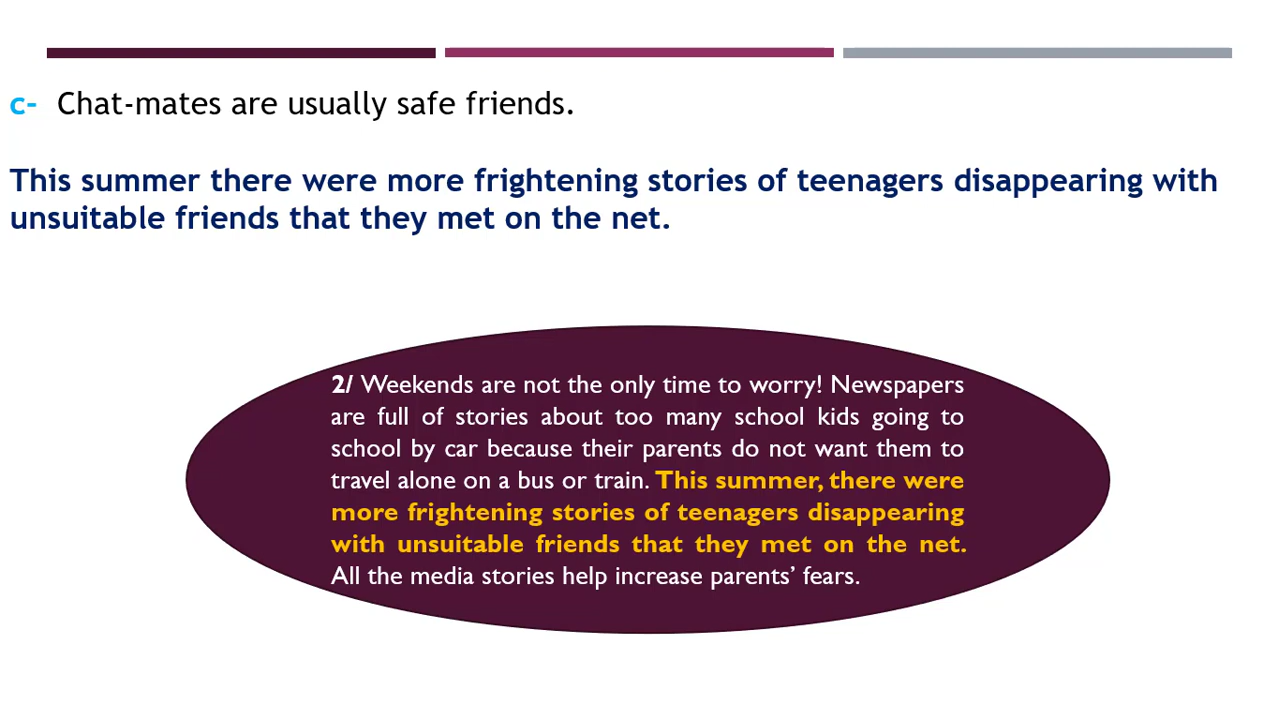 c- Chat-mates are usually safe friends.
This summer there were more frightening stories of teenagers disappearing with
unsuitable friends that they met on the net.
2/ Weekends are not the only time to worry! Newspapers
are full of stories about too many school kids going to
school by car because their parents do not want them to
travel alone on a bus or train. This summer, there were
more frightening stories of teenagers disappearing
with unsuitable friends that they met on the net.
All the media stories help increase parents’ fears.